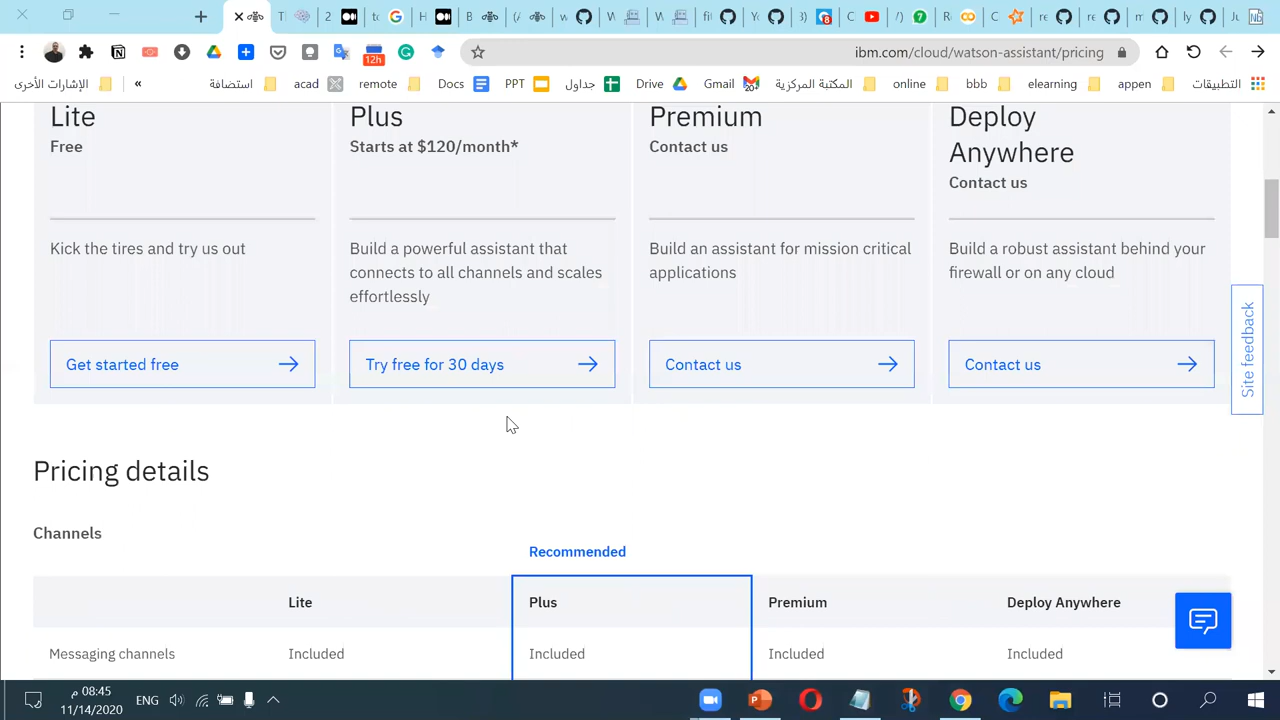 ibm.com/cloud/watson-assistant/pricing
12h
الإشارات الأخرى
»
استضافة
acad
remote
Docs
PPT
جداول
Drive
Gmail
المكتبة المركزية
online
bbb
elearning
appen
التطبيقات
Lite
Free
Kick the tires and try us out
Get started free
Plus
Starts at $120/month*
Build a powerful assistant that
connects to all channels and scales
effortlessly
Try free for 30 days
Premium
Contact us
Build an assistant for mission critical
applications
Contact us
Deploy
Anywhere
Contact us
Build a robust assistant behind your
firewall or on any cloud
Contact us
Site feedback
Pricing details
Channels
Recommended
Lite Plus Premium Deploy Anywhere
Messaging channels Included Included Included Included
08:45 م
11/14/2020
ENG